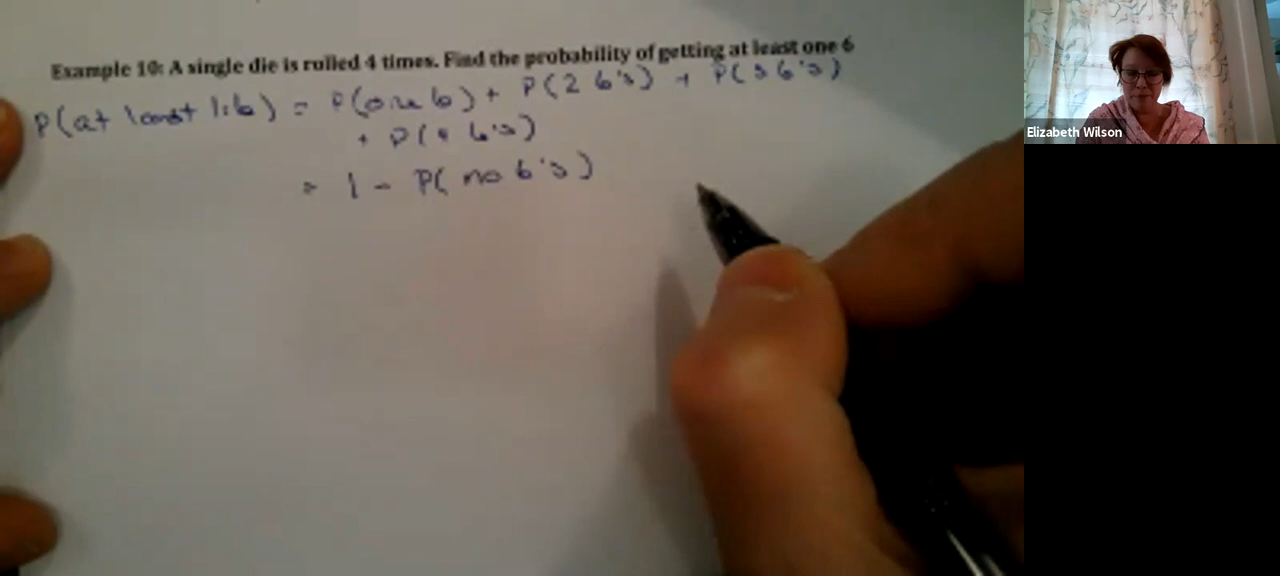 Example 10: A single die is rolled 4 times. Find the probability of getting at least one 6
P(at least 1 6) = P(one 6) + P(2 6's) + P(3 6's)
+ P(4 6's)
= 1 - P(no 6's)
Elizabeth Wilson